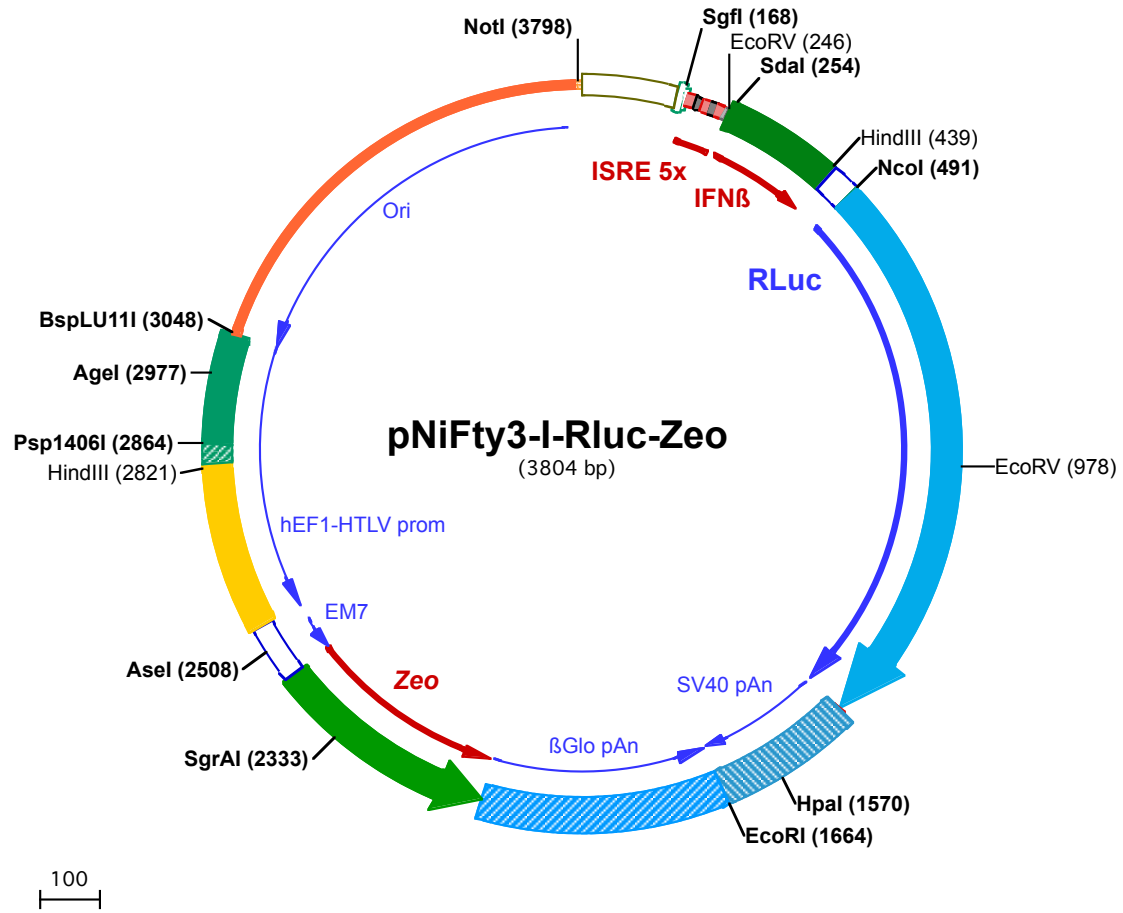 NotI (3798)
SgfI (168)
EcoRV (246)
SdaI (254)
HindIII (439)
NcoI (491)
ISRE 5x
IFNß
Ori
RLuc
BspLU11I (3048)
AgeI (2977)
Psp1406I (2864)
HindIII (2821)
pNiFty3-I-Rluc-Zeo
(3804 bp)
EcoRV (978)
hEF1-HTLV prom
EM7
AseI (2508)
Zeo
SV40 pAn
ßGlo pAn
SgrAI (2333)
HpaI (1570)
EcoRI (1664)
100